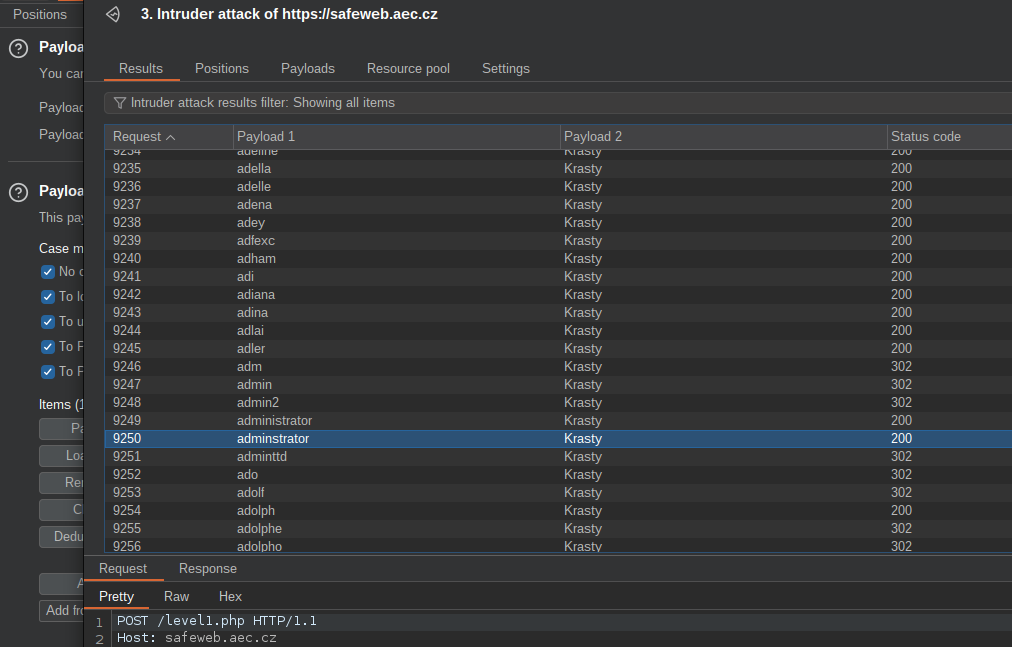 Positions
3. Intruder attack of https://safeweb.aec.cz
Results Positions Payloads Resource pool Settings
Intruder attack results filter: Showing all items
Request Payload 1 Payload 2 Status code
9234 adeline Krasty 200
9235 adella Krasty 200
9236 adelle Krasty 200
9237 adena Krasty 200
9238 adey Krasty 200
9239 adfexc Krasty 200
9240 adham Krasty 200
9241 adi Krasty 200
9242 adiana Krasty 200
9243 adina Krasty 200
9244 adlai Krasty 200
9245 adler Krasty 200
9246 adm Krasty 302
9247 admin Krasty 302
9248 admin2 Krasty 302
9249 administrator Krasty 200
9250 adminstrator Krasty 200
9251 adminttd Krasty 302
9252 ado Krasty 302
9253 adolf Krasty 302
9254 adolph Krasty 200
9255 adolphe Krasty 302
9256 adolpho Krasty 302
Request Response
Pretty Raw Hex
1 POST /level1.php HTTP/1.1
2 Host: safeweb.aec.cz
? Payloa
You can
Payload
Payload
? Payloa
This pay
Case m
No
To
To u
To F
To F
Items (1
Pa
Loa
Rer
C
Dedu
A
Add fr